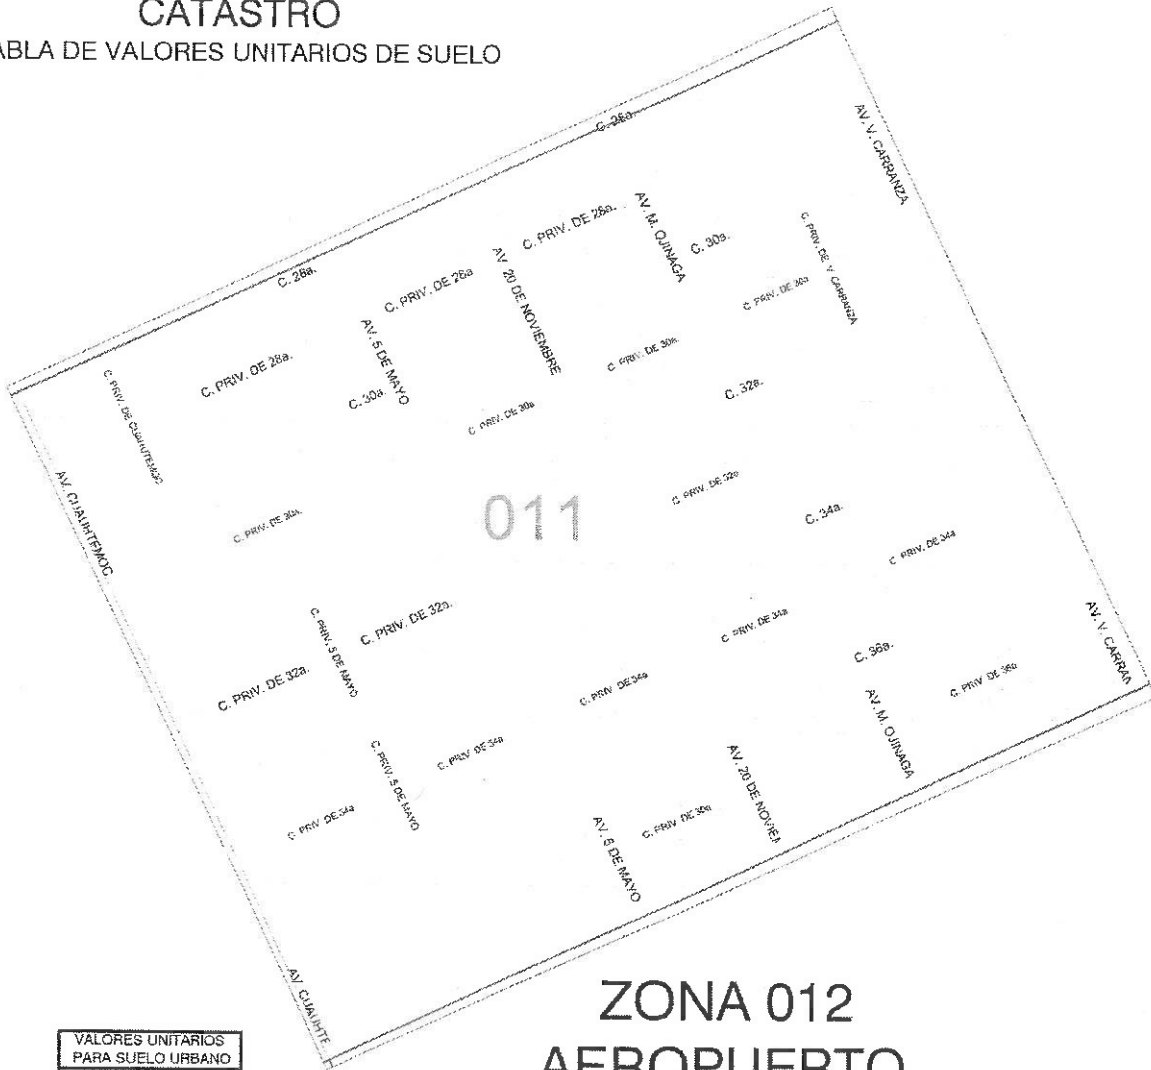 CATASTRO
ABLA DE VALORES UNITARIOS DE SUELO
C. 28a.
AV. V. CARRANZA
C. PRIV. DE 28a.
AV. M. OJINAGA
C. 30a.
C. PRIV. DE V. CARRANZA
C. 28a.
C. PRIV. DE 28a
AV. 20 DE NOVIEMBRE
C. PRIV. DE 30a
AV. 5 DE MAYO
C. PRIV. DE 30a.
C. PRIV. DE 28a.
C. PRIV. DE CUAHUTEMOC
C. 30a.
C. 32a.
C. PRIV. DE 30a
AV. CUAUHTEMOC
C. PRIV. DE 32a
011
C. 34a.
C. PRIV. DE 30a.
C. PRIV. DE 34a
C. PRIV. DE 32a.
C. PRIV. 5 DE MAYO
C. PRIV. DE 34a
AV. V. CARRAN
C. 36a.
C. PRIV. DE 32a.
C. PRIV. DE 34a
C. PRIV. DE 36a
AV. M. OJINAGA
C. PRIV. DE 34a
C. PRIV. 5 DE MAYO
AV. 20 DE NOVIEM
C. PRIV. DE 34a
C. PRIV. DE 36a
AV. 5 DE MAYO
AV. CUAUHTE
ZONA 012
AEROPUERTO
VALORES UNITARIOS
PARA SUELO URBANO